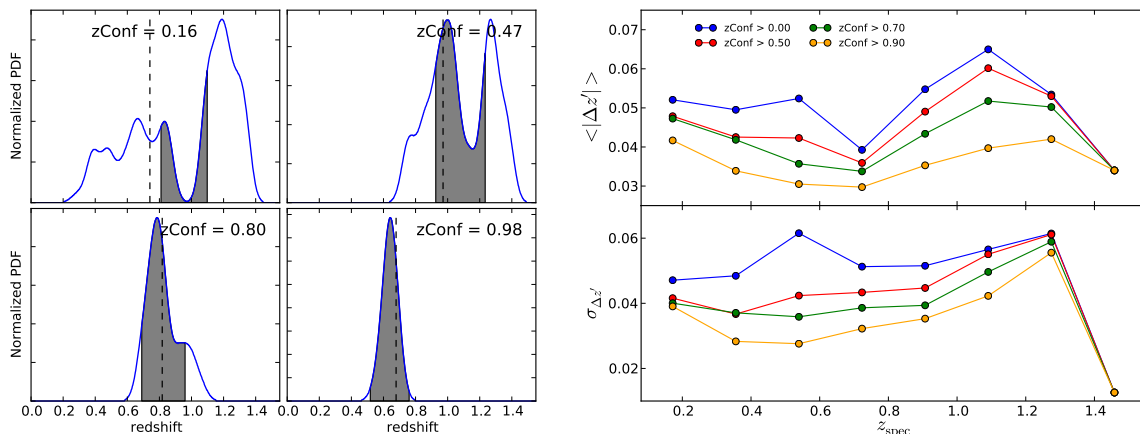 zConf = 0.16
zConf = 0.47
Normalized PDF
zConf = 0.80
zConf = 0.98
Normalized PDF
0.0 0.2 0.4 0.6 0.8 1.0 1.2 1.4
redshift
0.0 0.2 0.4 0.6 0.8 1.0 1.2 1.4
redshift
zConf > 0.00
zConf > 0.50
zConf > 0.70
zConf > 0.90
<|Δz′|>
0.07
0.06
0.05
0.04
0.03
σΔz′
0.06
0.04
0.02
0.2 0.4 0.6 0.8 1.0 1.2 1.4
zspec